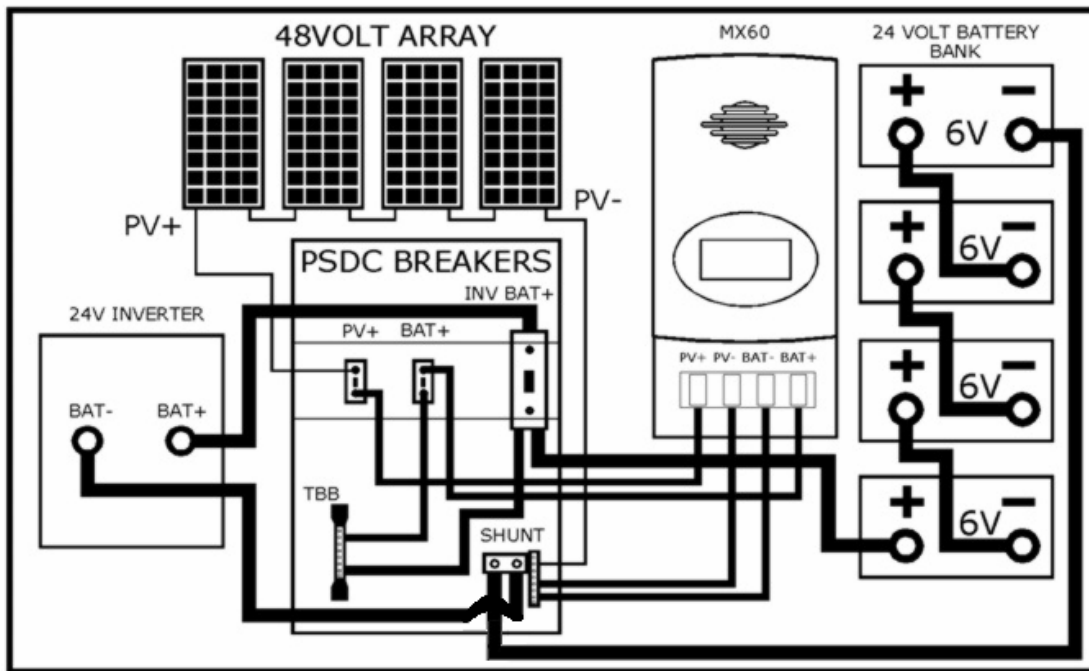 48VOLT ARRAY
MX60
24 VOLT BATTERY
BANK
+ −
6V
PV+
PV-
+ −
6V
PSDC BREAKERS
24V INVERTER
INV BAT+
PV+ BAT+
PV+ PV- BAT- BAT+
+ −
6V
BAT- BAT+
TBB
SHUNT
+ −
6V